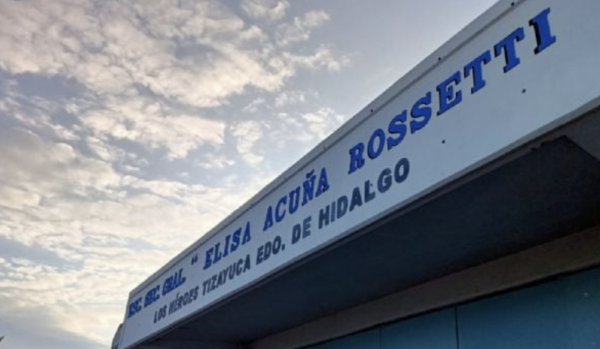 ESC. SEC. GRAL. "ELISA ACUÑA ROSSETTI
LOS HÉROES TIZAYUCA EDO. DE HIDALGO